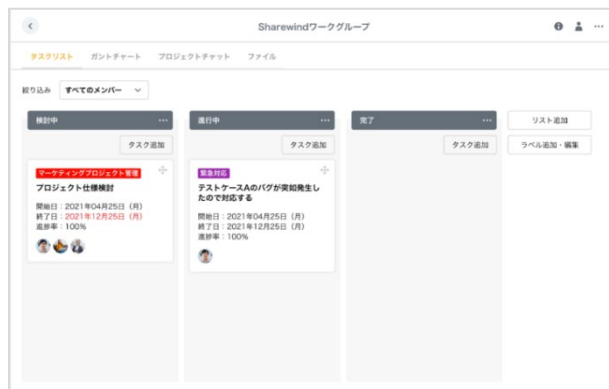 Sharewindワークグループ
タスクリスト ガントチャート プロジェクトチャット ファイル
絞り込み すべてのメンバー
検討中
タスク追加
マーケティングプロジェクト管理
プロジェクト仕様検討
開始日：2021年04月25日（月）
終了日：2021年12月25日（月）
進捗率：100%
進行中
タスク追加
緊急対応
テストケースAのバグが突如発生し
たので対応する
開始日：2021年04月25日（月）
終了日：2021年12月25日（月）
進捗率：100%
完了
タスク追加
リスト追加
ラベル追加・編集